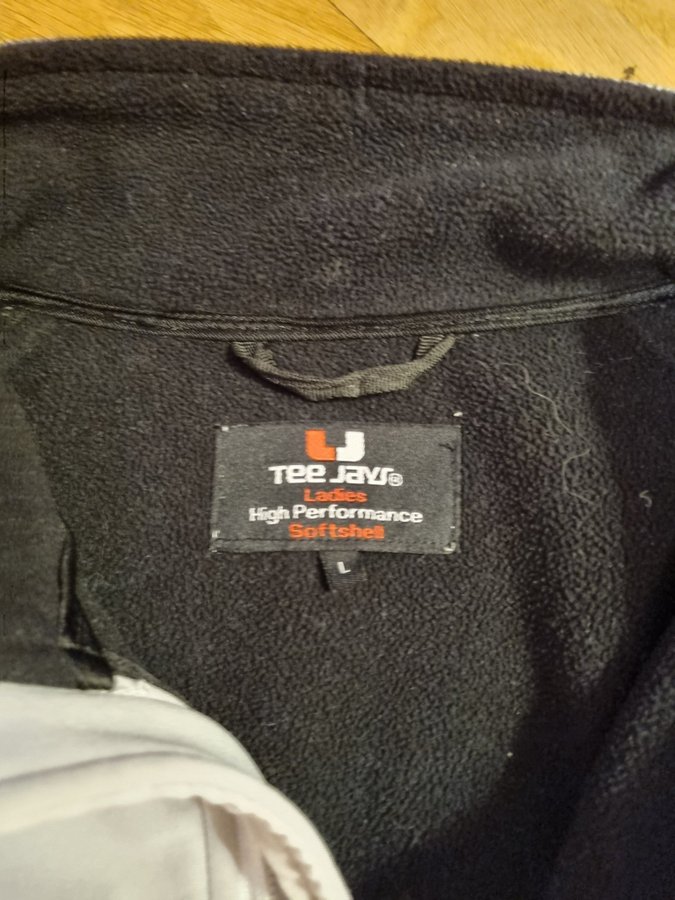 Tee Jays®
Ladies
High Performance
Softshell
L